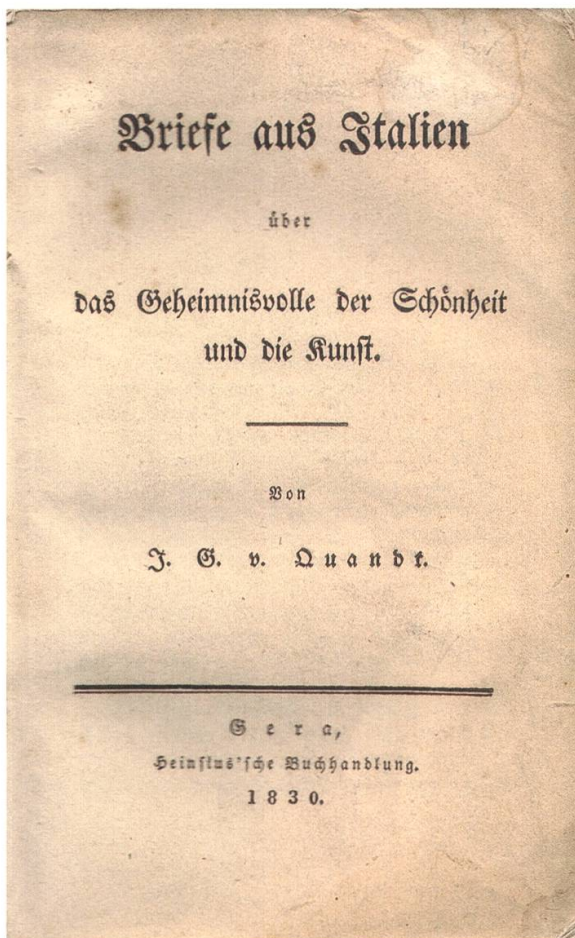 Briefe aus Italien
über
das Geheimnisvolle der Schönheit
und die Kunst.
Von
J. G. v. Quandt.
Gera,
Heinsius'sche Buchhandlung.
1830.